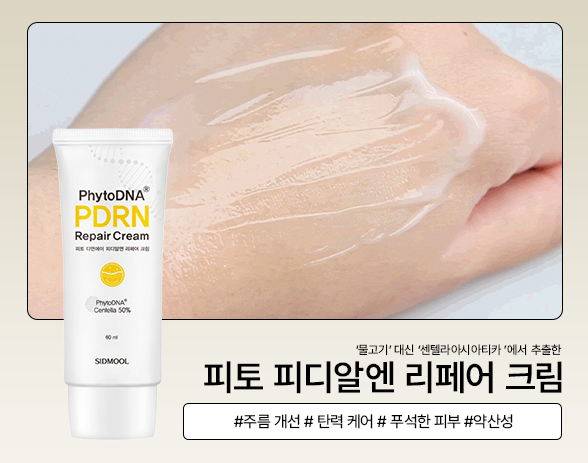 PhytoDNA®
PDRN
Repair Cream
피토 디엔에이 피디알엔 리페어 크림
PhytoDNA®
Centella 50%
60 ml
SIDMOOL
'물고기' 대신 '센텔라아시아티카 '에서 추출한
피토 피디알엔 리페어 크림
#주름 개선 # 탄력 케어 # 푸석한 피부 #약산성